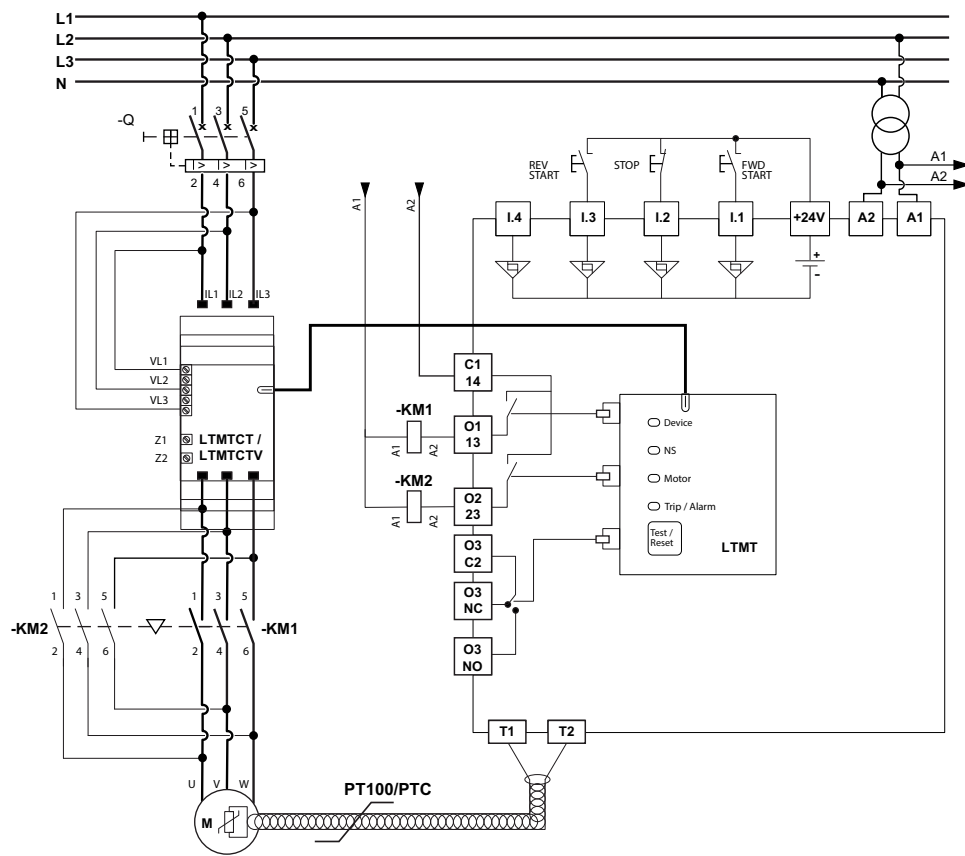 L1
L2
L3
N
-Q
1 3 5
I> I> I>
2 4 6
A1
A2
REV START
STOP
FWD START
A1 A2
I.4 I.3 I.2 I.1 +24V A2 A1
+
-
IL1 IL2 IL3
VL1
VL2
VL3
Z1
Z2
LTMTCT /
LTMTCTV
C1
14
-KM1
A1 A2
O1
13
-KM2
A1 A2
O2
23
O3
C2
O3
NC
O3
NO
Device
NS
Motor
Trip / Alarm
Test /
Reset
LTMT
1 3 5
1 3 5
-KM2
-KM1
2 4 6
2 4 6
T1 T2
U V W
M
PT100/PTC